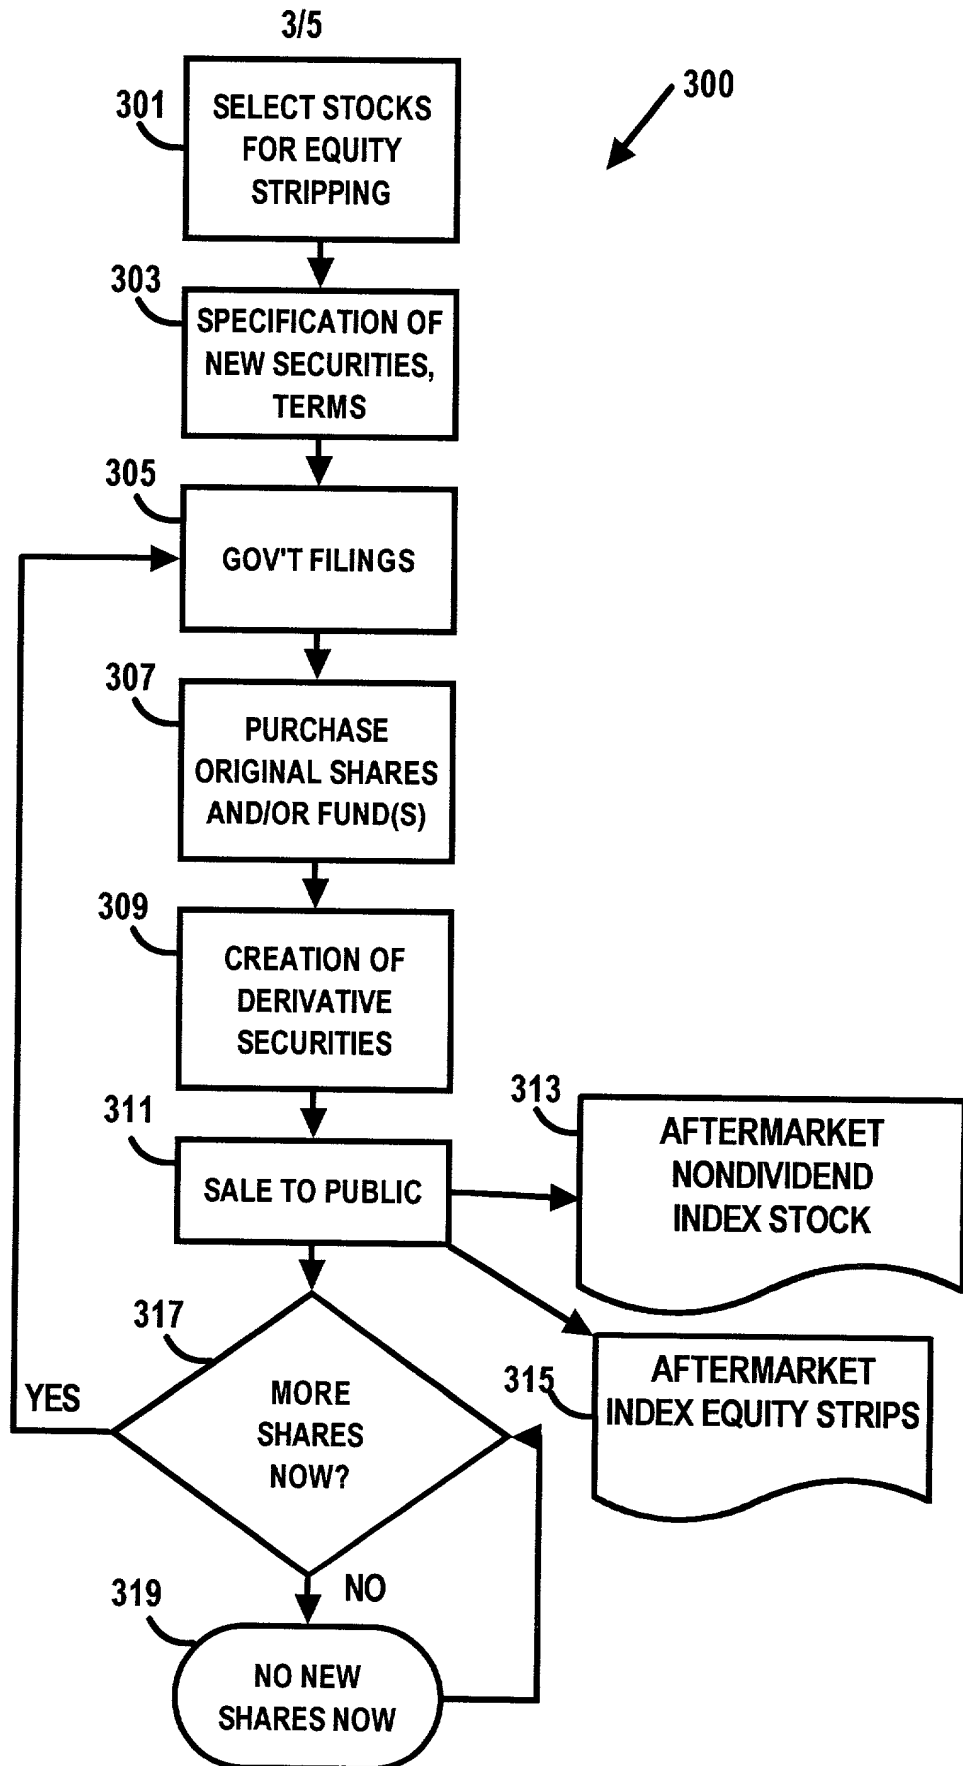 3/5
300
301
SELECT STOCKS
FOR EQUITY
STRIPPING
303
SPECIFICATION OF
NEW SECURITIES,
TERMS
305
GOV'T FILINGS
307
PURCHASE
ORIGINAL SHARES
AND/OR FUND(S)
309
CREATION OF
DERIVATIVE
SECURITIES
311
SALE TO PUBLIC
313
AFTERMARKET
NONDIVIDEND
INDEX STOCK
315
AFTERMARKET
INDEX EQUITY STRIPS
317
MORE
SHARES
NOW?
YES
NO
319
NO NEW
SHARES NOW